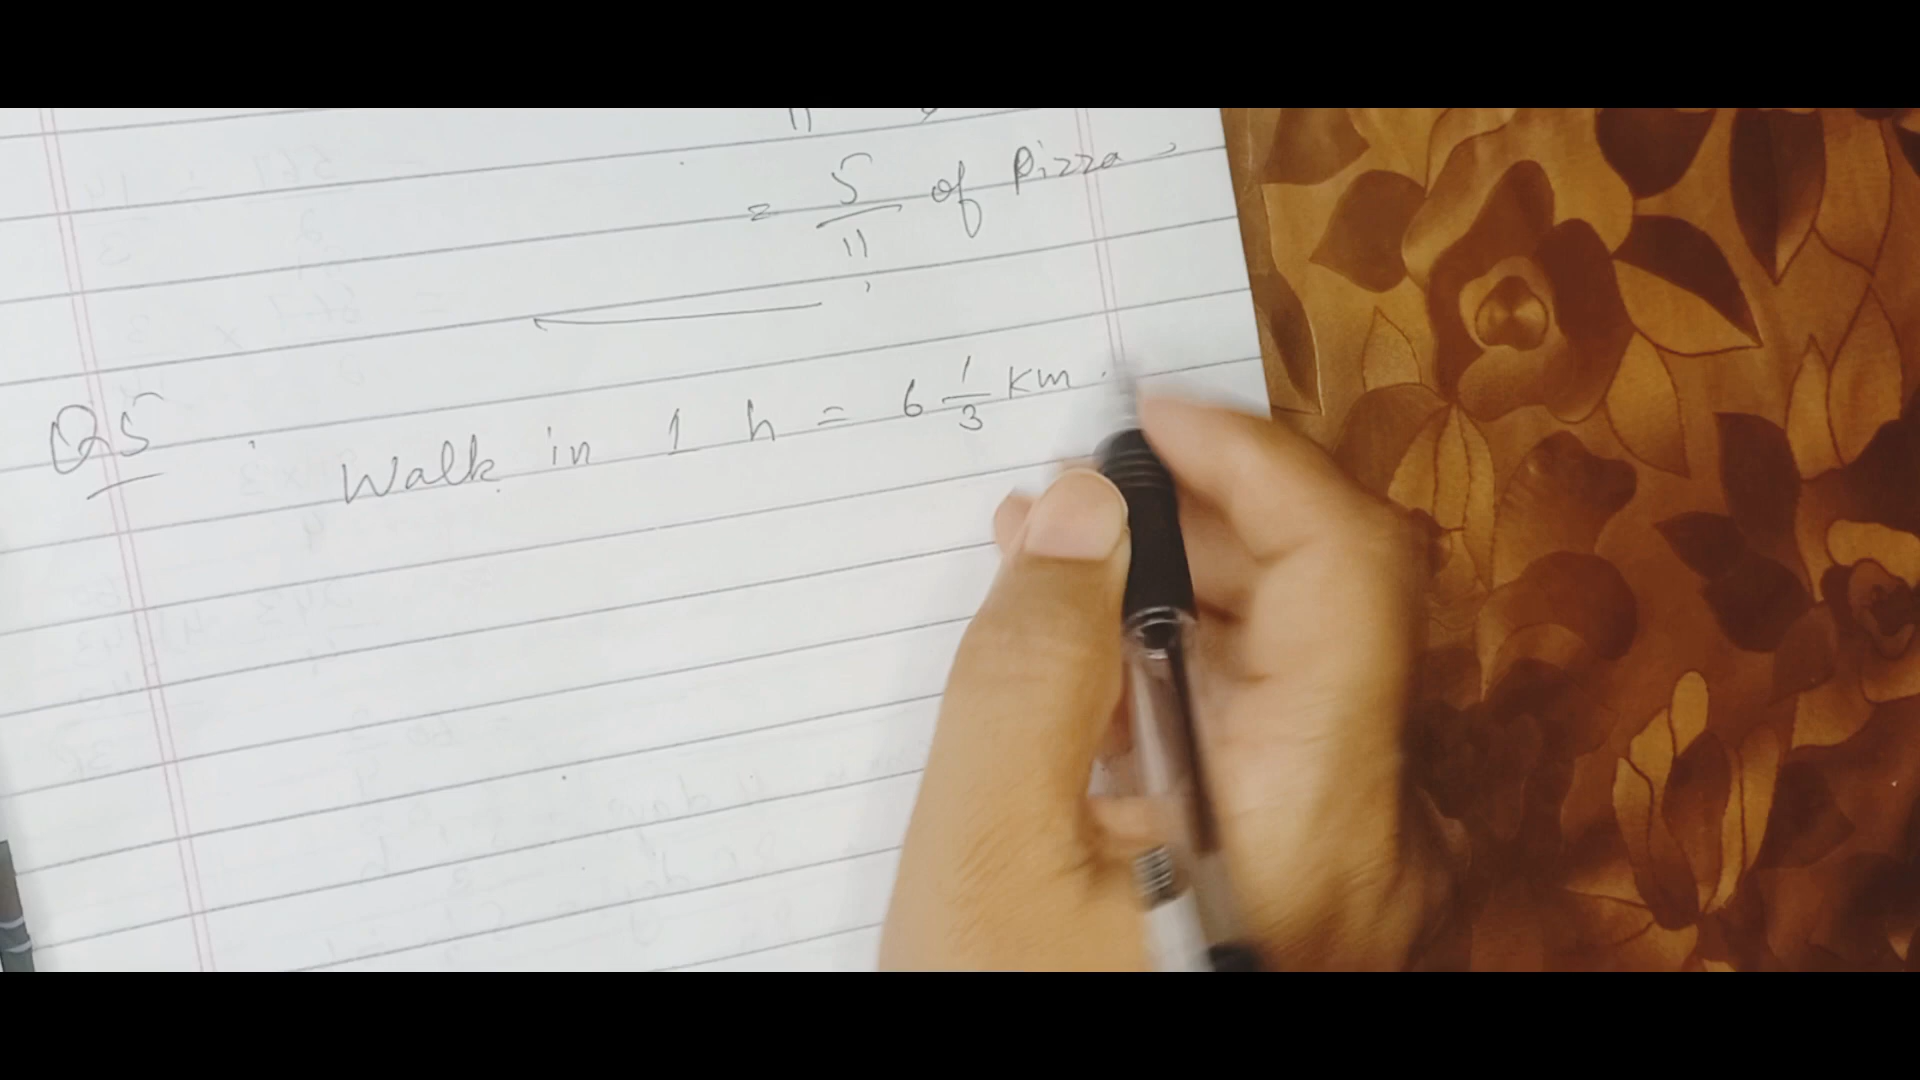 = 5/11 of Pizza.
Q5 Walk in 1 h = 6 1/3 km.